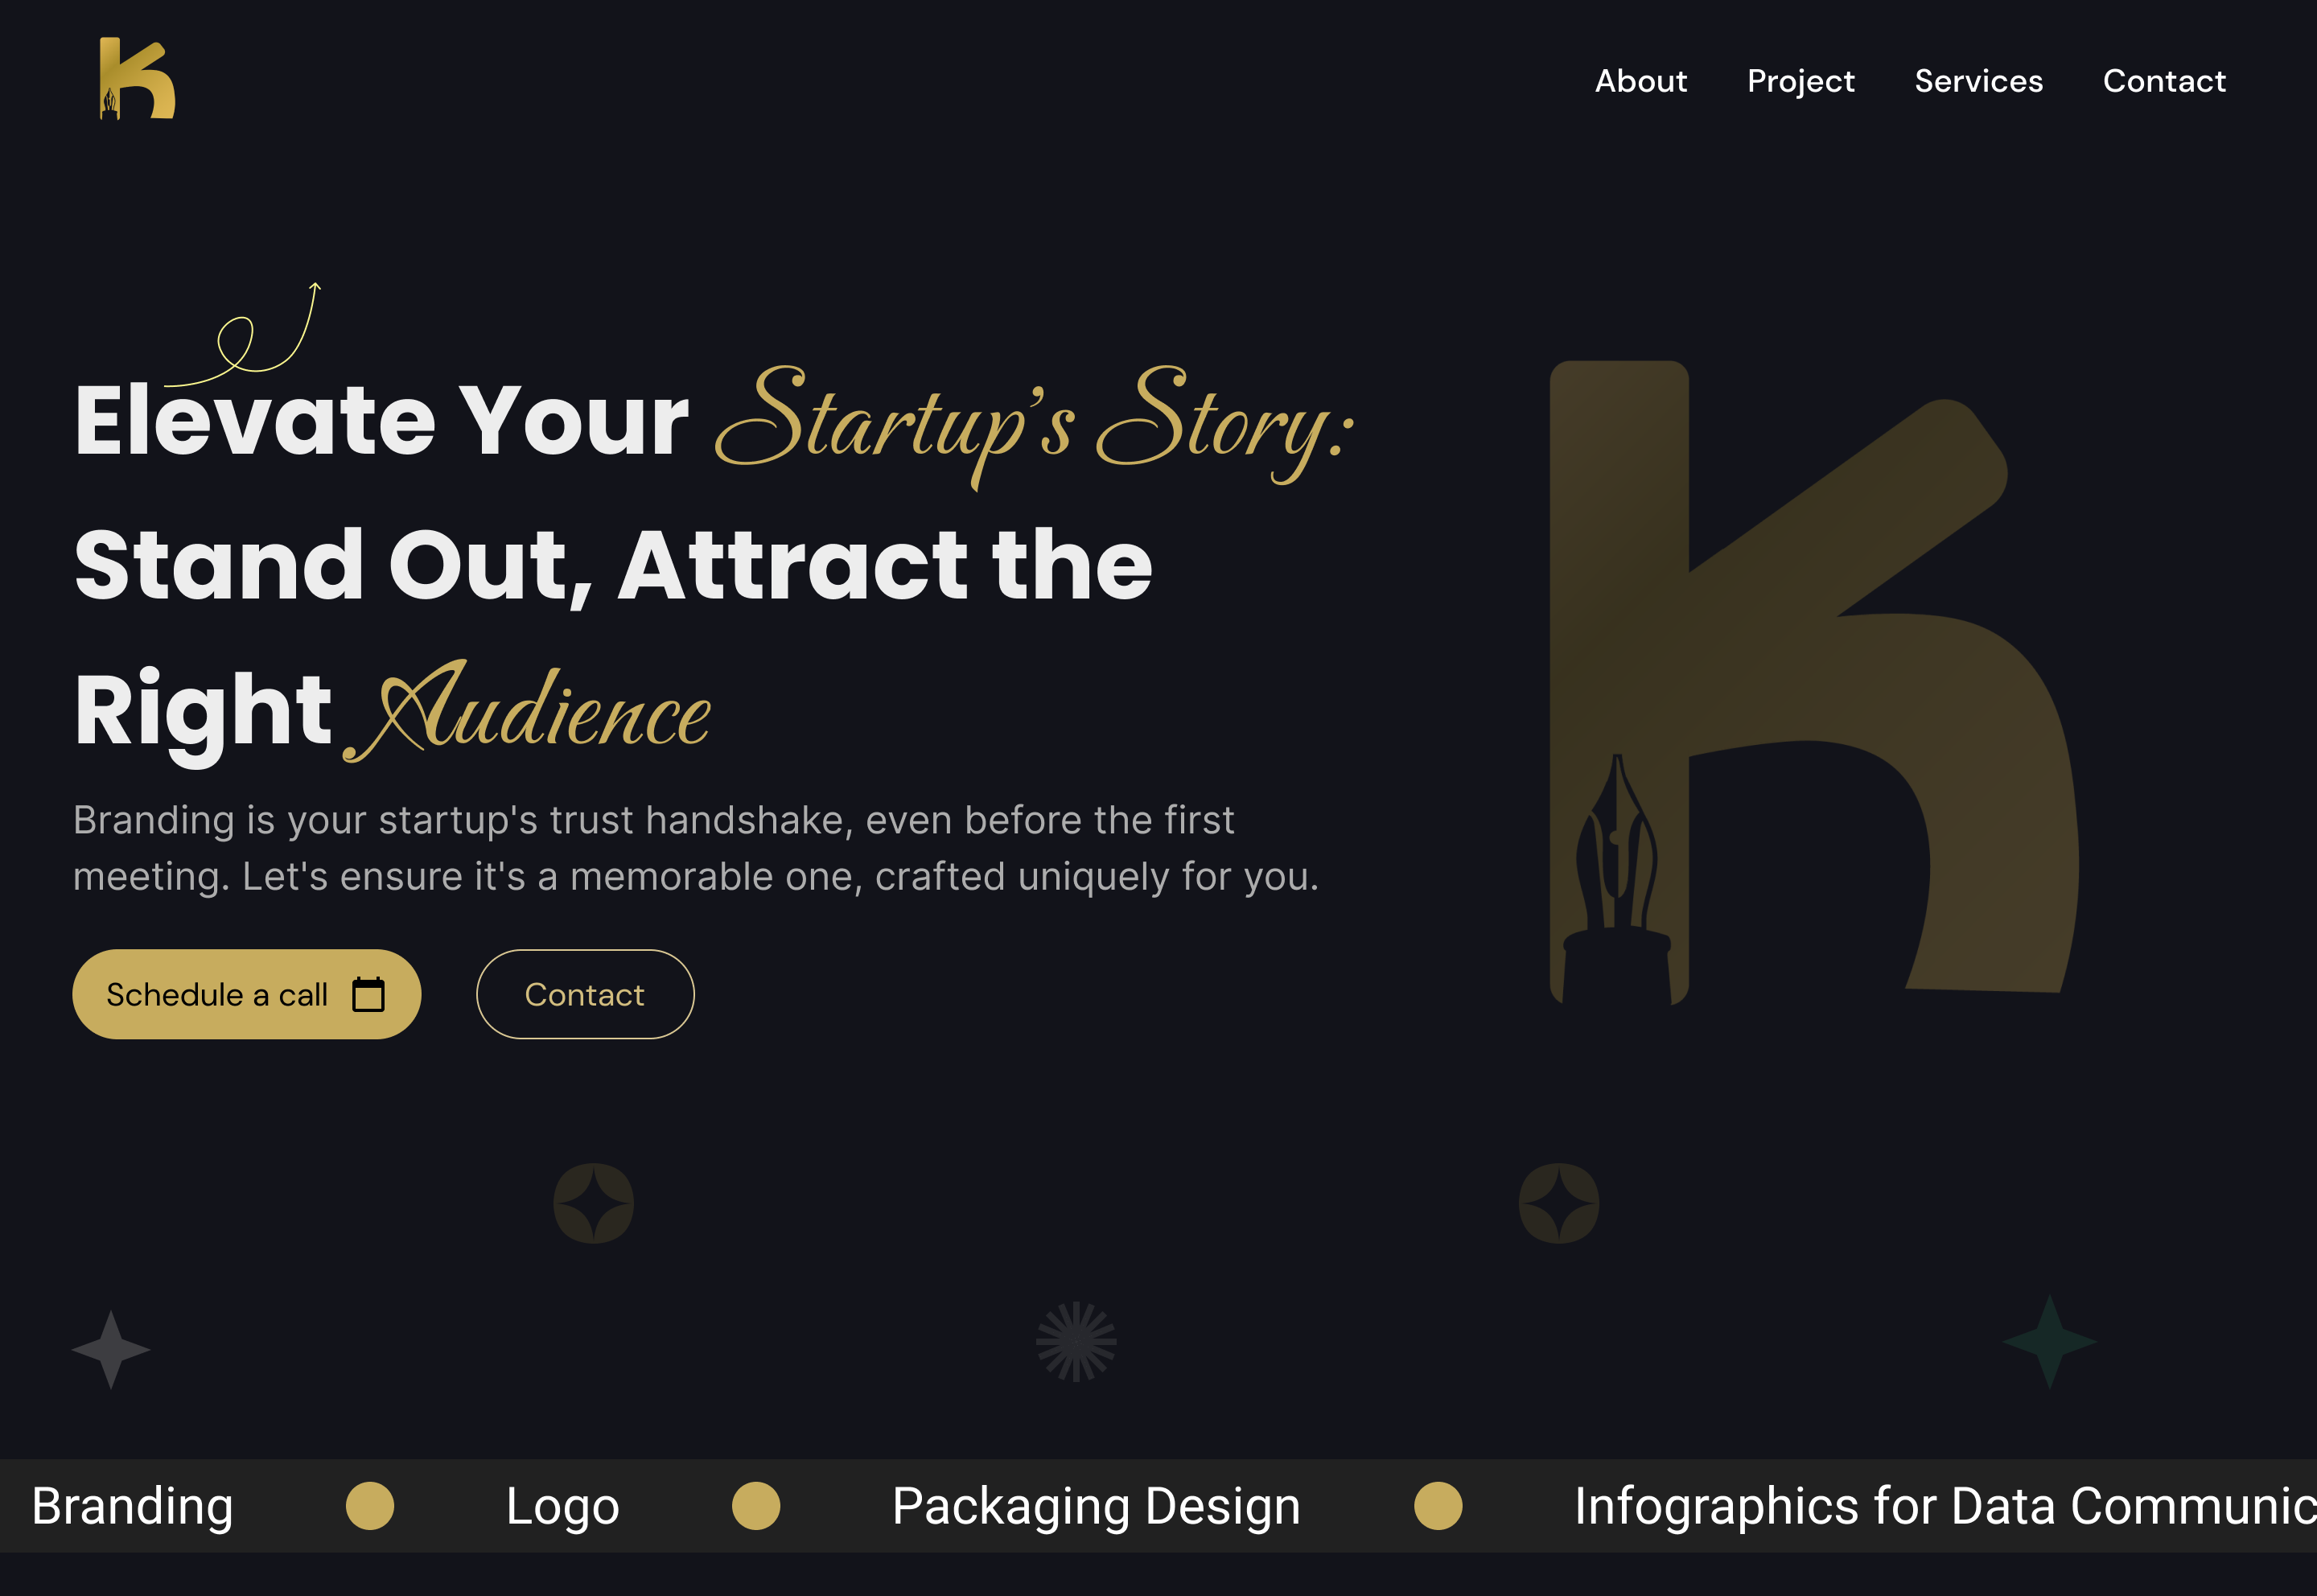 About Project Services Contact
Elevate Your Startup’s Story:
Stand Out, Attract the
Right Audience
Branding is your startup's trust handshake, even before the first
meeting. Let's ensure it's a memorable one, crafted uniquely for you.
Schedule a call Contact
Branding Logo Packaging Design Infographics for Data Communic